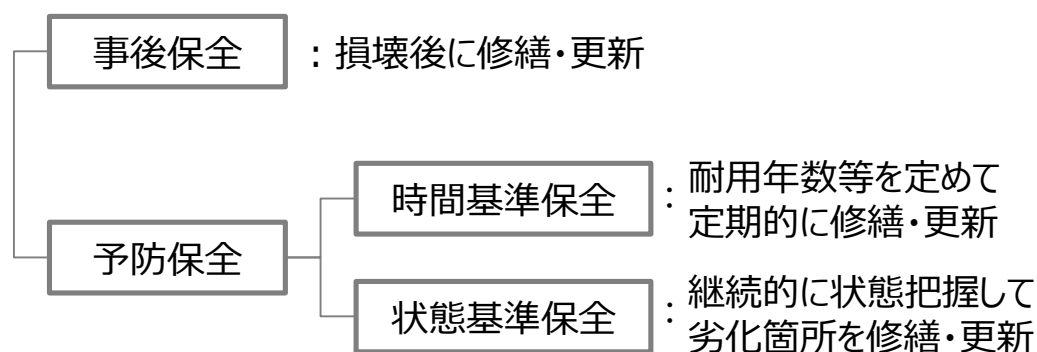 事後保全 ：損壊後に修繕・更新
時間基準保全 ：耐用年数等を定めて
定期的に修繕・更新
予防保全
状態基準保全 ：継続的に状態把握して
劣化箇所を修繕・更新